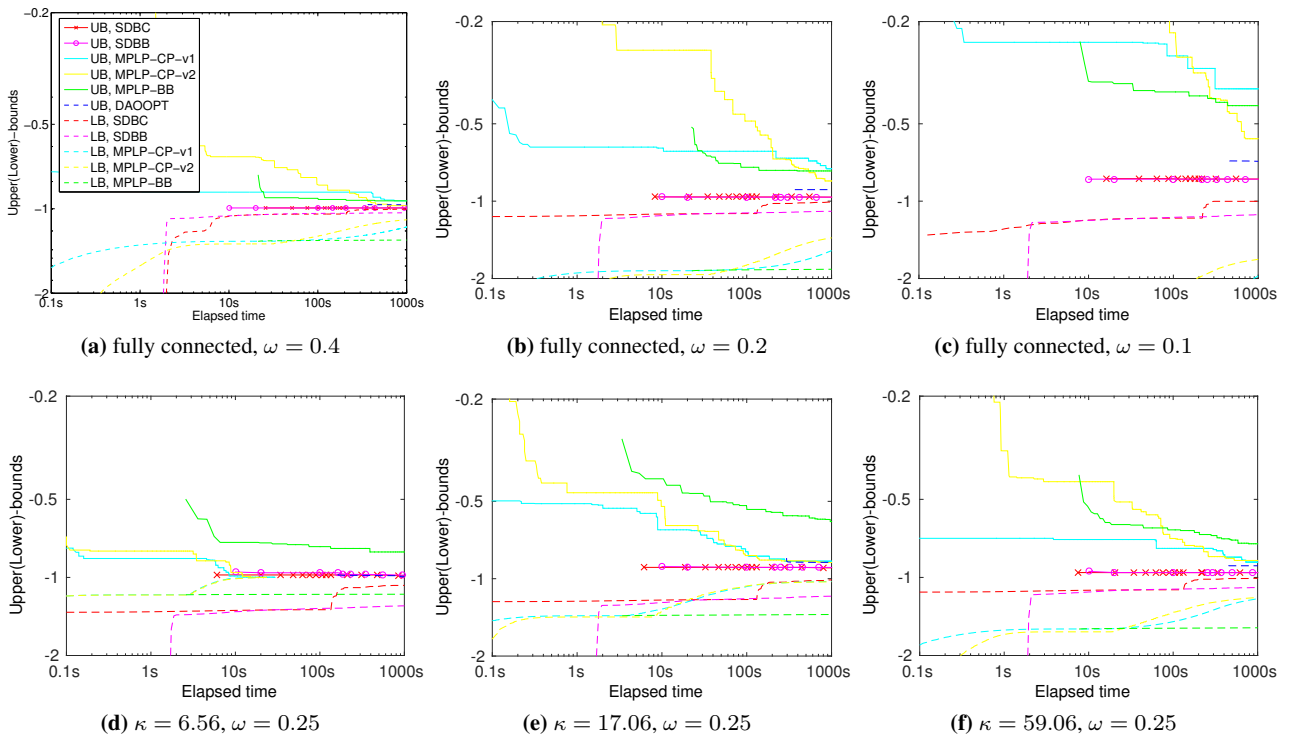 -0.2
-0.5
-1
-2
Upper(Lower)-bounds
UB, SDBC
UB, SDBB
UB, MPLP-CP-v1
UB, MPLP-CP-v2
UB, MPLP-BB
UB, DAOOPT
LB, SDBC
LB, SDBB
LB, MPLP-CP-v1
LB, MPLP-CP-v2
LB, MPLP-BB
0.1s 1s 10s 100s 1000s
Elapsed time
(a) fully connected, ω = 0.4
-0.2
-0.5
-1
-2
Upper(Lower)-bounds
0.1s 1s 10s 100s 1000s
Elapsed time
(b) fully connected, ω = 0.2
-0.2
-0.5
-1
-2
Upper(Lower)-bounds
0.1s 1s 10s 100s 1000s
Elapsed time
(c) fully connected, ω = 0.1
-0.2
-0.5
-1
-2
Upper(Lower)-bounds
0.1s 1s 10s 100s 1000s
Elapsed time
(d) κ = 6.56, ω = 0.25
-0.2
-0.5
-1
-2
Upper(Lower)-bounds
0.1s 1s 10s 100s 1000s
Elapsed time
(e) κ = 17.06, ω = 0.25
-0.2
-0.5
-1
-2
Upper(Lower)-bounds
0.1s 1s 10s 100s 1000s
Elapsed time
(f) κ = 59.06, ω = 0.25